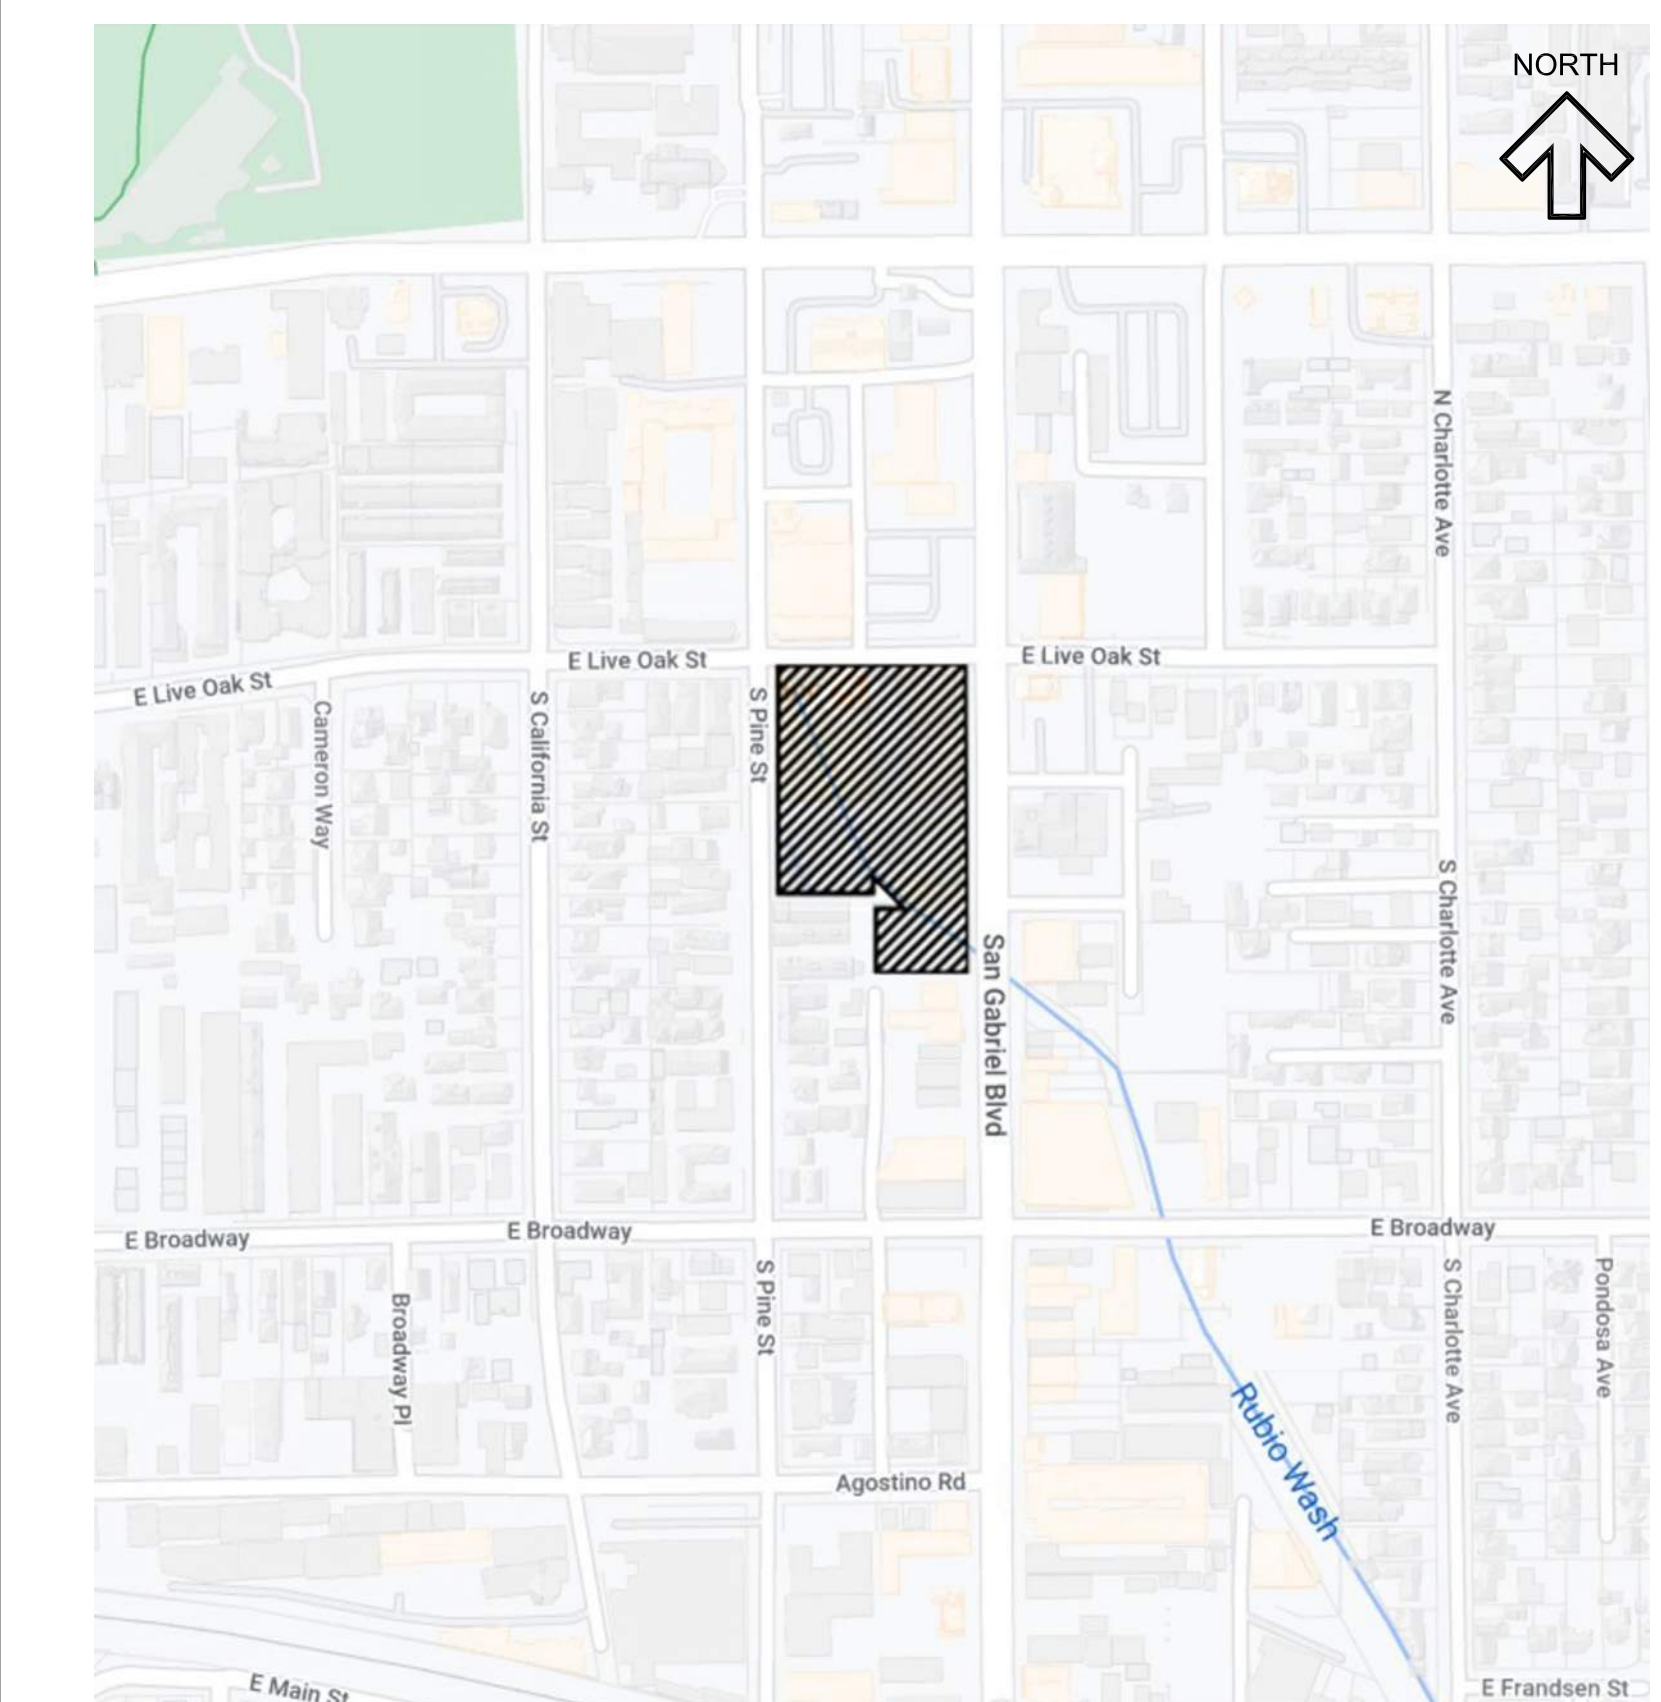 NORTH
N Charlotte Ave
E Live Oak St
E Live Oak St
E Live Oak St
Cameron Way
S California St
S Pine St
S Charlotte Ave
San Gabriel Blvd
E Broadway
E Broadway
E Broadway
S Pine St
Broadway Pl
S Charlotte Ave
Pondosa Ave
Rubio Wash
Agostino Rd
E Main St
E Frandsen St